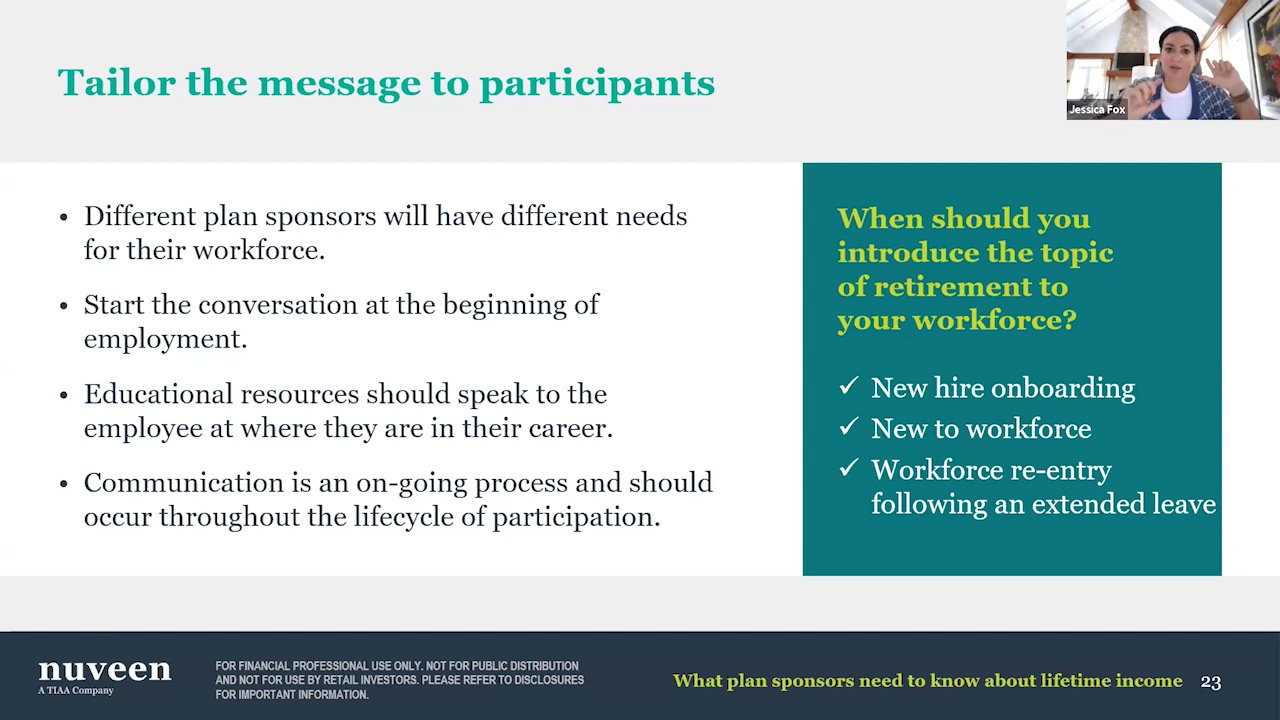 Tailor the message to participants
Jessica Fox
• Different plan sponsors will have different needs
for their workforce.
• Start the conversation at the beginning of
employment.
• Educational resources should speak to the
employee at where they are in their career.
• Communication is an on-going process and should
occur throughout the lifecycle of participation.
When should you
introduce the topic
of retirement to
your workforce?
✓ New hire onboarding
✓ New to workforce
✓ Workforce re-entry
following an extended leave
nuveen
A TIAA Company
FOR FINANCIAL PROFESSIONAL USE ONLY. NOT FOR PUBLIC DISTRIBUTION
AND NOT FOR USE BY RETAIL INVESTORS. PLEASE REFER TO DISCLOSURES
FOR IMPORTANT INFORMATION.
What plan sponsors need to know about lifetime income 23